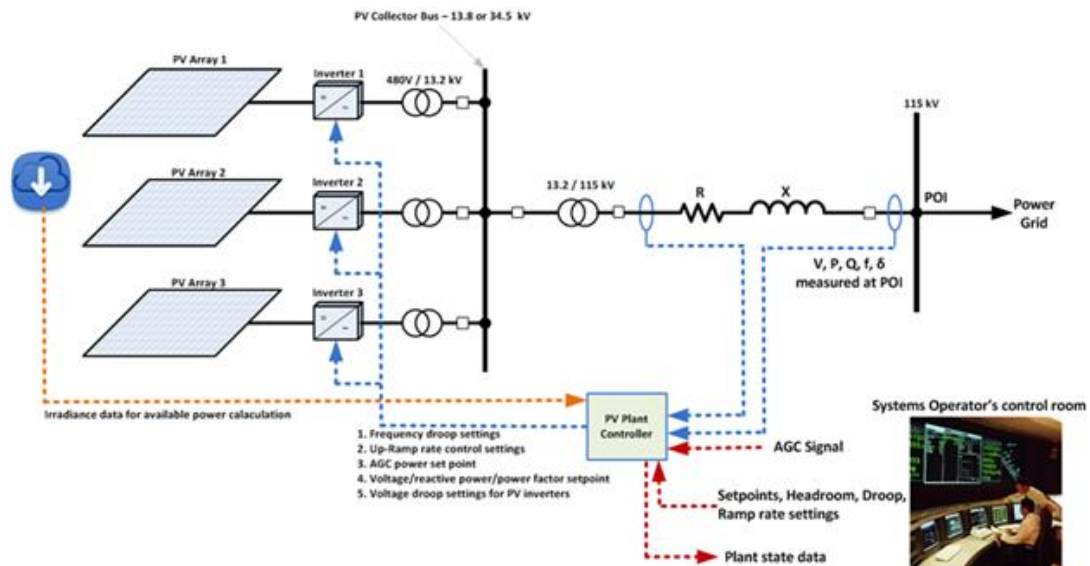 PV Collector Bus – 13.8 or 34.5 kV
PV Array 1
Inverter 1
480V / 13.2 kV
115 kV
PV Array 2
Inverter 2
13.2 / 115 kV
R
X
POI
Power
Grid
V, P, Q, f, δ
measured at POI
PV Array 3
Inverter 3
Irradiance data for available power calaculation
PV Plant
Controller
1. Frequency droop settings
2. Up-Ramp rate control settings
3. AGC power set point
4. Voltage/reactive power/power factor setpoint
5. Voltage droop settings for PV inverters
Systems Operator's control room
AGC Signal
Setpoints, Headroom, Droop,
Ramp rate settings
Plant state data